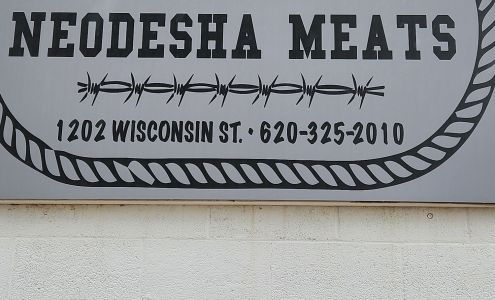 NEODESHA MEATS
1202 WISCONSIN ST. • 620-325-2010